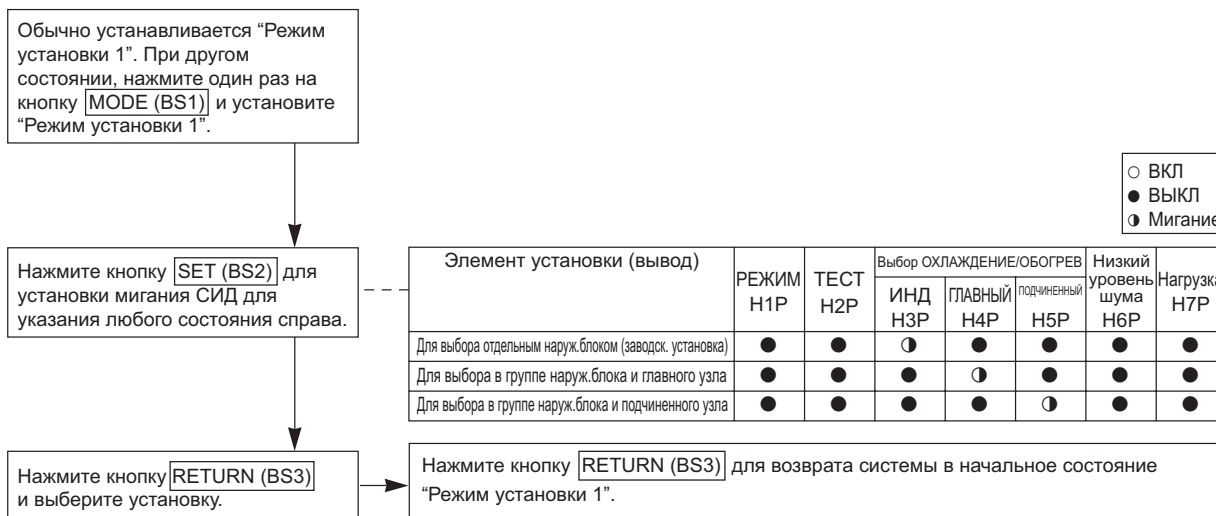 Обычно устанавливается “Режим
установки 1”. При другом
состоянии, нажмите один раз на
кнопку MODE (BS1) и установите
“Режим установки 1”.
○ ВКЛ
● ВЫКЛ
◑ Мигание
Нажмите кнопку SET (BS2) для
установки мигания СИД для
указания любого состояния справа.
Элемент установки (вывод)
РЕЖИМ
H1P
ТЕСТ
H2P
Выбор ОХЛАЖДЕНИЕ/ОБОГРЕВ
ИНД
H3P
ГЛАВНЫЙ
H4P
ПОДЧИНЕННЫЙ
H5P
Низкий
уровень
шума
H6P
Нагрузка
H7P
Для выбора отдельным наруж.блоком (заводск. установка) ● ● ◑ ● ● ● ●
Для выбора в группе наруж.блока и главного узла ● ● ● ◑ ● ● ●
Для выбора в группе наруж.блока и подчиненного узла ● ● ● ● ◑ ● ●
Нажмите кнопку RETURN (BS3)
и выберите установку.
Нажмите кнопку RETURN (BS3) для возврата системы в начальное состояние
“Режим установки 1”.